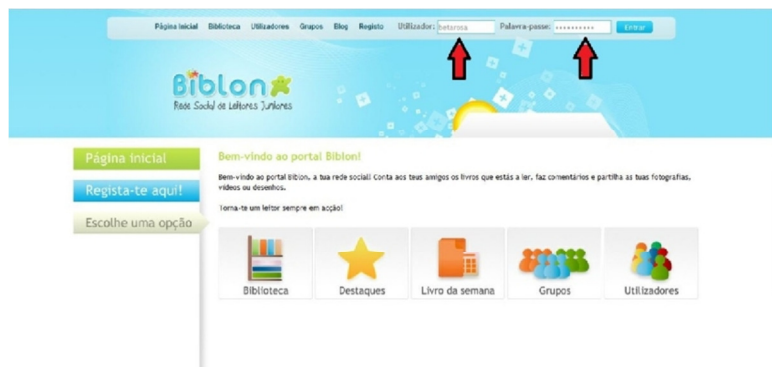 Página Inicial Biblioteca Utilizadores Grupos Blog Registo Utilizador: betarosa Palavra-passe: •••••••••• Entrar
Biblon
Rede Social de Leitores Juniores
Página Inicial
Regista-te aqui!
Escolhe uma opção
Bem-vindo ao portal Biblon!
Bem-vindo ao portal Biblon, a tua rede social! Conta aos teus amigos os livros que estás a ler, faz comentários e partilha as tuas fotografias,
vídeos ou desenhos.
Torna-te um leitor sempre em acção!
Biblioteca Destaques Livro da semana Grupos Utilizadores